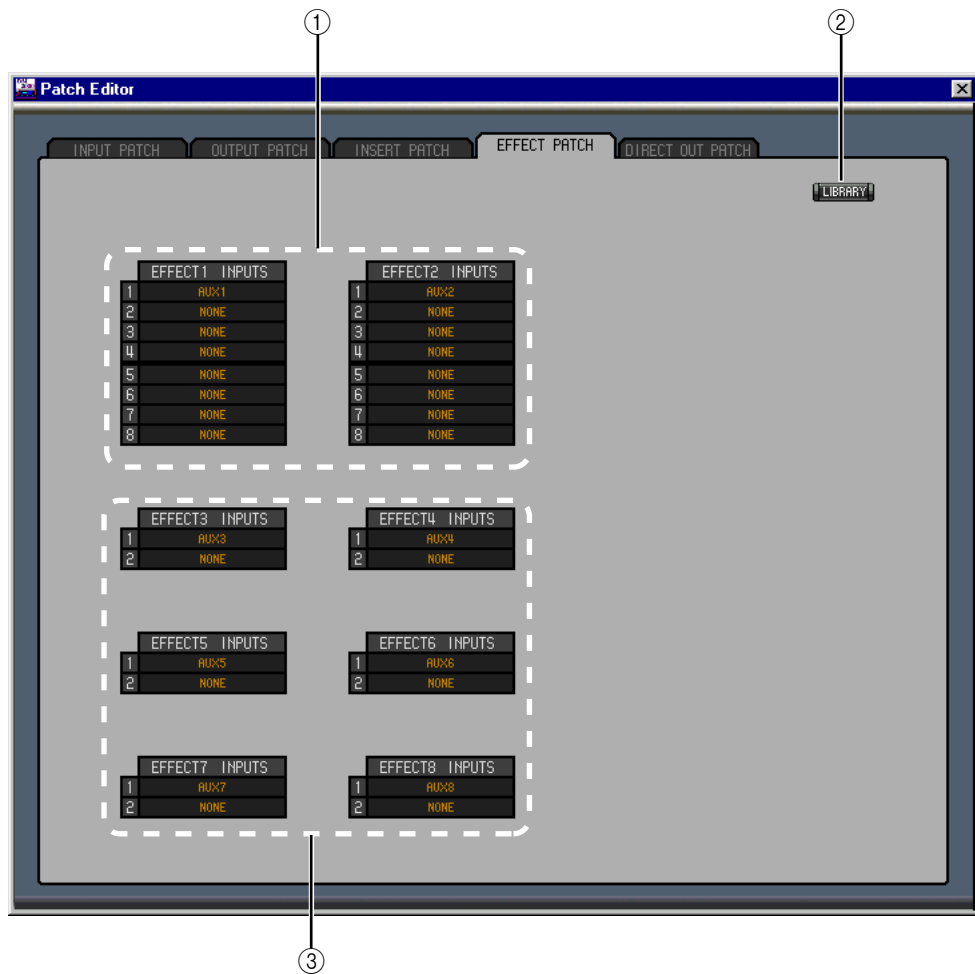 ① ②
Patch Editor
INPUT PATCH OUTPUT PATCH INSERT PATCH EFFECT PATCH DIRECT OUT PATCH
LIBRARY
EFFECT1 INPUTS EFFECT2 INPUTS
1 AUX1 1 AUX2
2 NONE 2 NONE
3 NONE 3 NONE
4 NONE 4 NONE
5 NONE 5 NONE
6 NONE 6 NONE
7 NONE 7 NONE
8 NONE 8 NONE
EFFECT3 INPUTS EFFECT4 INPUTS
1 AUX3 1 AUX4
2 NONE 2 NONE
EFFECT5 INPUTS EFFECT6 INPUTS
1 AUX5 1 AUX6
2 NONE 2 NONE
EFFECT7 INPUTS EFFECT8 INPUTS
1 AUX7 1 AUX8
2 NONE 2 NONE
③